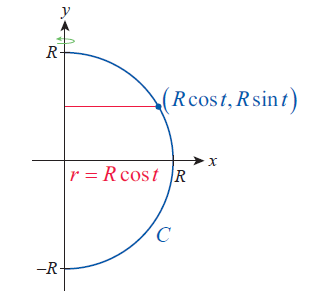 y
R
(R cos t, R sin t)
x
r = R cos t
R
C
–R